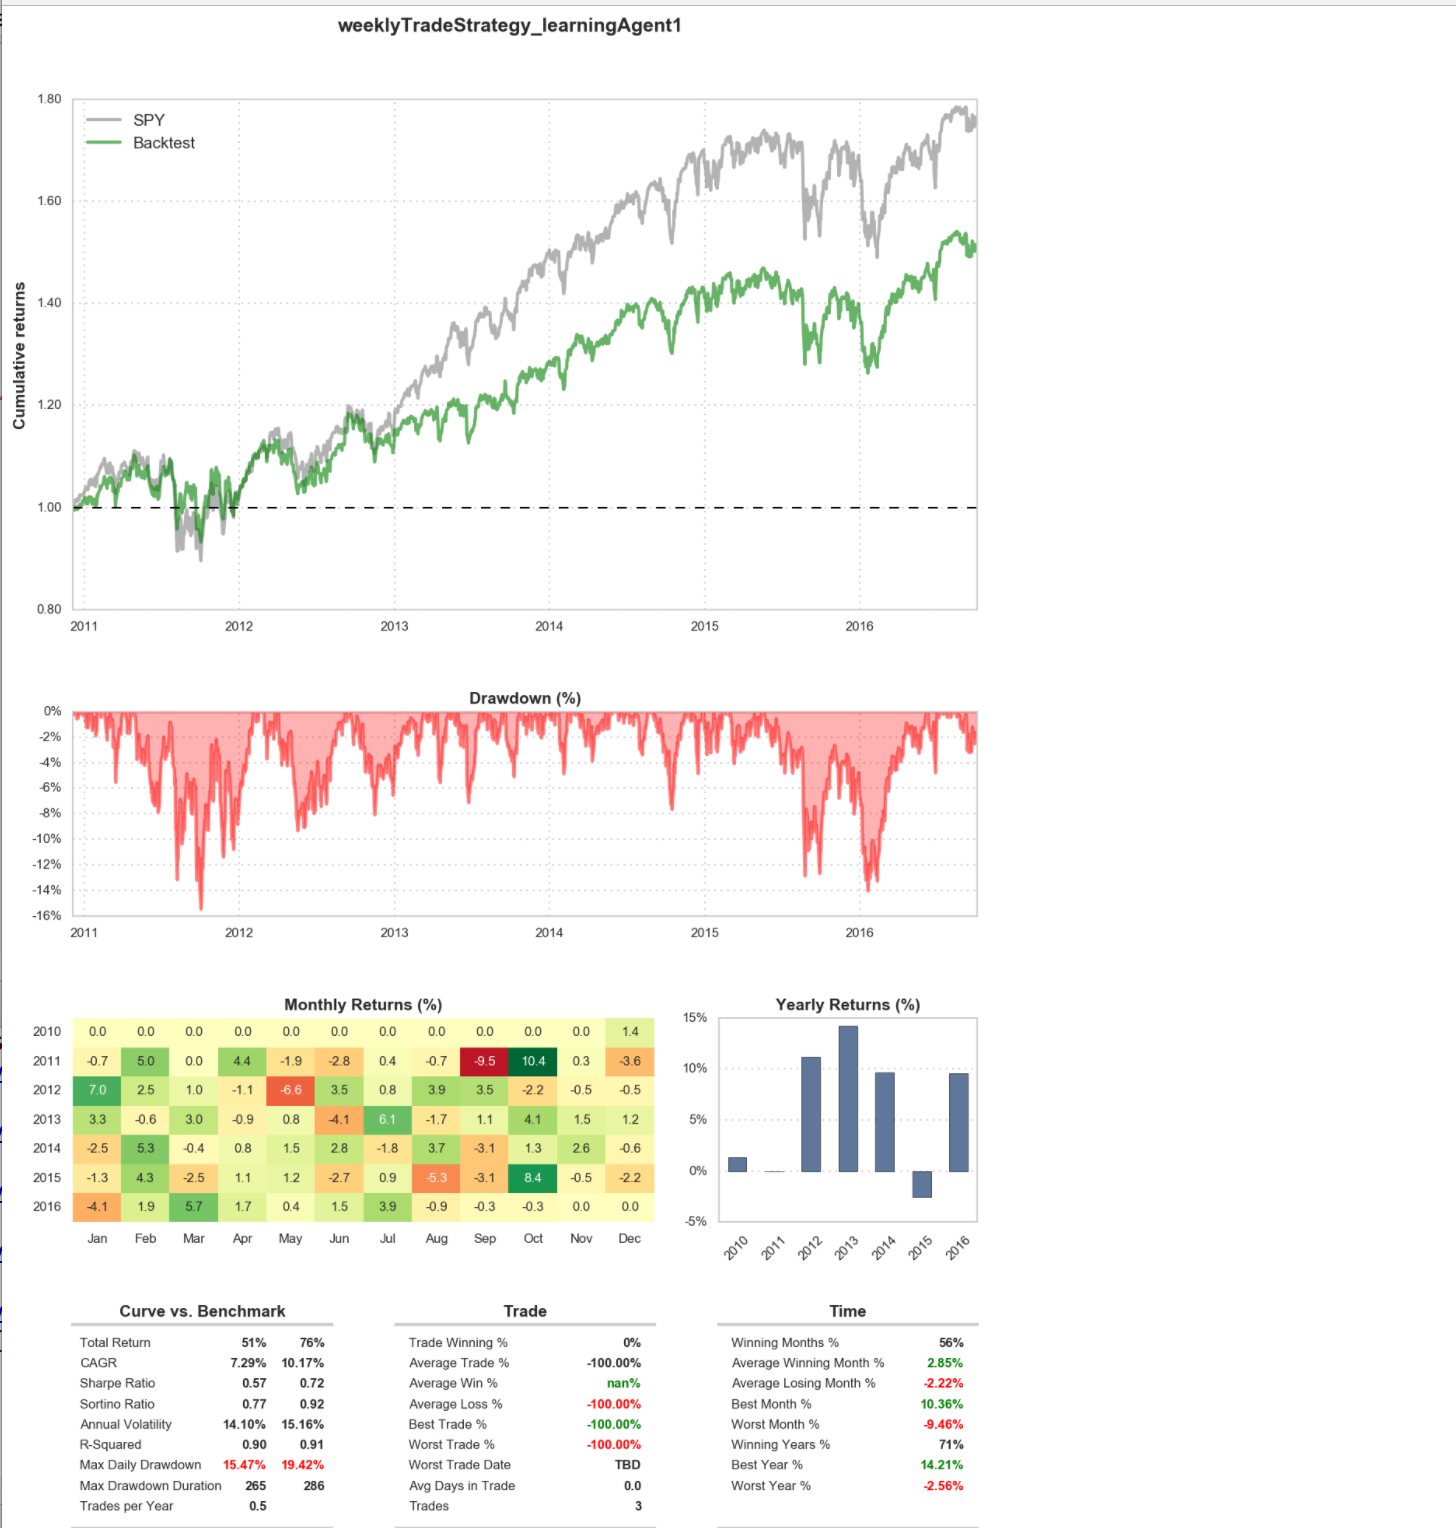 weeklyTradeStrategy_learningAgent1
1.80
SPY
Backtest
1.60
1.40
Cumulative returns
1.20
1.00
0.80
2011 2012 2013 2014 2015 2016
Drawdown (%)
0%
-2%
-4%
-6%
-8%
-10%
-12%
-14%
-16%
2011 2012 2013 2014 2015 2016
Monthly Returns (%)
2010 0.0 0.0 0.0 0.0 0.0 0.0 0.0 0.0 0.0 0.0 0.0 1.4
2011 -0.7 5.0 0.0 4.4 -1.9 -2.8 0.4 -0.7 -9.5 10.4 0.3 -3.6
2012 7.0 2.5 1.0 -1.1 -6.6 3.5 0.8 3.9 3.5 -2.2 -0.5 -0.5
2013 3.3 -0.6 3.0 -0.9 0.8 -4.1 6.1 -1.7 1.1 4.1 1.5 1.2
2014 -2.5 5.3 -0.4 0.8 1.5 2.8 -1.8 3.7 -3.1 1.3 2.6 -0.6
2015 -1.3 4.3 -2.5 1.1 1.2 -2.7 0.9 -5.3 -3.1 8.4 -0.5 -2.2
2016 -4.1 1.9 5.7 1.7 0.4 1.5 3.9 -0.9 -0.3 -0.3 0.0 0.0
Jan Feb Mar Apr May Jun Jul Aug Sep Oct Nov Dec
Yearly Returns (%)
15%
10%
5%
0%
-5%
2010 2011 2012 2013 2014 2015 2016
Curve vs. Benchmark
Total Return 51% 76%
CAGR 7.29% 10.17%
Sharpe Ratio 0.57 0.72
Sortino Ratio 0.77 0.92
Annual Volatility 14.10% 15.16%
R-Squared 0.90 0.91
Max Daily Drawdown 15.47% 19.42%
Max Drawdown Duration 265 286
Trades per Year 0.5
Trade
Trade Winning % 0%
Average Trade % -100.00%
Average Win % nan%
Average Loss % -100.00%
Best Trade % -100.00%
Worst Trade % -100.00%
Worst Trade Date TBD
Avg Days in Trade 0.0
Trades 3
Time
Winning Months % 56%
Average Winning Month % 2.85%
Average Losing Month % -2.22%
Best Month % 10.36%
Worst Month % -9.46%
Winning Years % 71%
Best Year % 14.21%
Worst Year % -2.56%